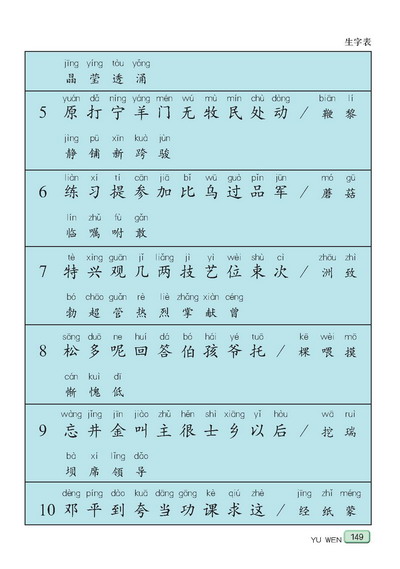 生字表
jīng yíng tòu yǒng
晶 莹 透 涌
yuán dǎ níng yáng mén wú mù mín chù dòng biān lí
5 原 打 宁 羊 门 无 牧 民 处 动 / 鞭 黎
jìng pū xīn kuà jùn
静 铺 新 跨 骏
liàn xí tí cān jiā bǐ wū guò pǐn jūn mó gū
6 练 习 提 参 加 比 乌 过 品 军 / 蘑 菇
lín zhǔ fù gǎn
临 嘱 咐 敢
tè xìng guān jǐ liǎng jì yì wèi shù cì zhōu zhì
7 特 兴 观 几 两 技 艺 位 束 次 / 洲 致
bó chāo guǎn rè liè zhǎng xiàn céng
勃 超 管 热 烈 掌 献 曾
sōng duō ne huí dá bó hái yé tuō kē wèi mō
8 松 多 呢 回 答 伯 孩 爷 托 / 棵 喂 摸
cán kuì dī
惭 愧 低
wàng jǐng jīn jiào zhǔ hěn shì xiāng yǐ hòu wā ruì
9 忘 井 金 叫 主 很 士 乡 以 后 / 挖 瑞
bà xí lǐng dǎo
坝 席 领 导
dèng píng dào kuā dāng gōng kè qiú zhè jīng zhǐ méng
10 邓 平 到 夸 当 功 课 求 这 / 经 纸 蒙
YU WEN 149